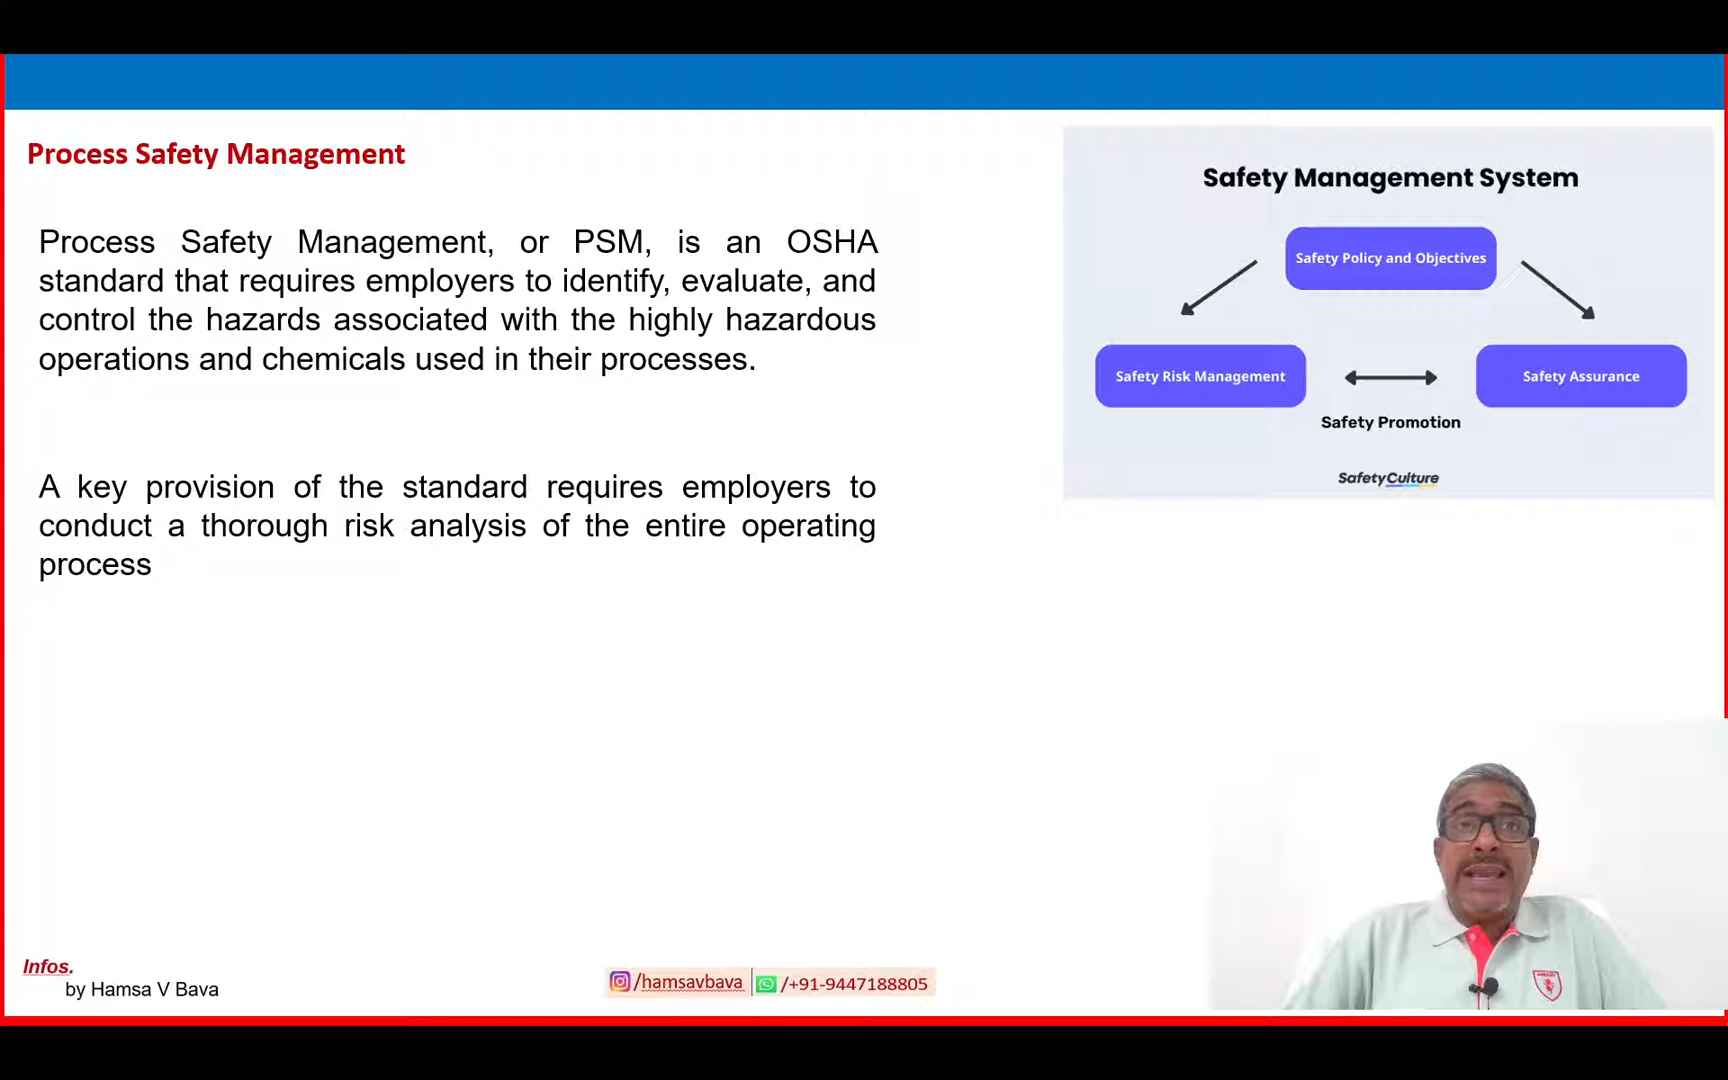 Process Safety Management
Process Safety Management, or PSM, is an OSHA
standard that requires employers to identify, evaluate, and
control the hazards associated with the highly hazardous
operations and chemicals used in their processes.
A key provision of the standard requires employers to
conduct a thorough risk analysis of the entire operating
process
Safety Management System
Safety Policy and Objectives
Safety Risk Management
Safety Assurance
Safety Promotion
SafetyCulture
Infos.
by Hamsa V Bava
/hamsavbava
/+91-9447188805